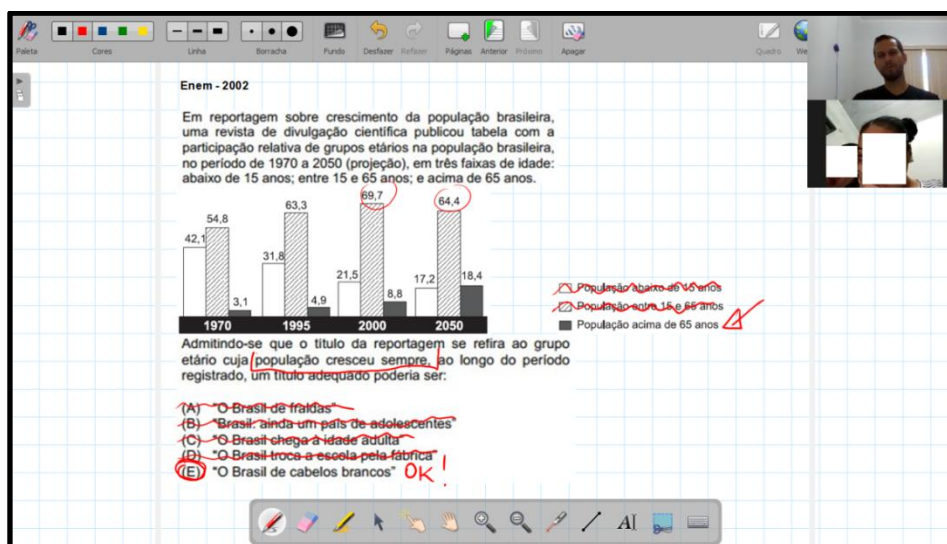 Paleta
Cores
Linha
Borracha
Fundo
Desfazer
Refazer
Páginas
Anterior
Próximo
Apagar
Quadro
We
Enem - 2002
Em reportagem sobre crescimento da população brasileira,
uma revista de divulgação científica publicou tabela com a
participação relativa de grupos etários na população brasileira,
no período de 1970 a 2050 (projeção), em três faixas de idade:
abaixo de 15 anos; entre 15 e 65 anos; e acima de 65 anos.
42,1
54,8
3,1
31,8
63,3
4,9
21,5
69,7
8,8
17,2
64,4
18,4
1970 1995 2000 2050
População abaixo de 15 anos
População entre 15 e 65 anos
População acima de 65 anos
Admitindo-se que o título da reportagem se refira ao grupo
etário cuja população cresceu sempre, ao longo do período
registrado, um título adequado poderia ser:
(A) "O Brasil de fraldas"
(B) "Brasil: ainda um país de adolescentes"
(C) "O Brasil chega à idade adulta"
(D) "O Brasil troca a escola pela fábrica"
(E) "O Brasil de cabelos brancos" OK!
AI